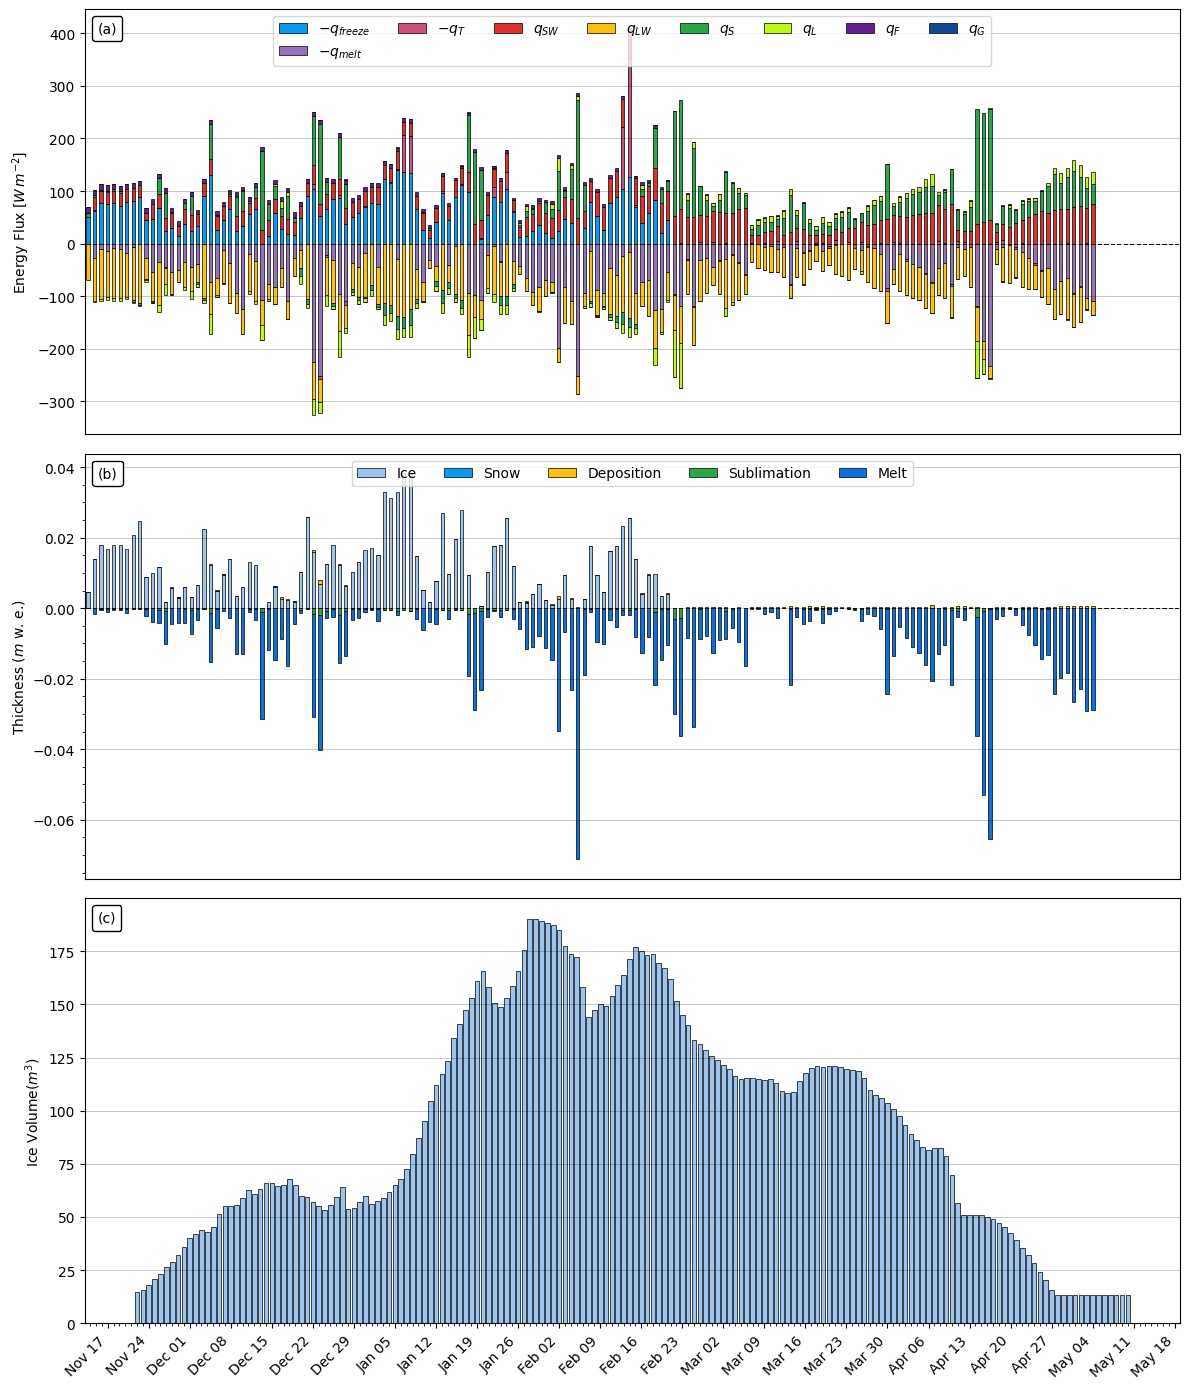 (a)
−q_freeze −q_T q_SW q_LW q_S q_L q_F q_G
−q_melt
400
300
200
100
0
−100
−200
−300
Energy Flux [W m⁻²]
(b)
Ice Snow Deposition Sublimation Melt
0.04
0.02
0.00
−0.02
−0.04
−0.06
Thickness (m w. e.)
(c)
175
150
125
100
75
50
25
0
Ice Volume(m³)
Nov 17 Nov 24 Dec 01 Dec 08 Dec 15 Dec 22 Dec 29 Jan 05 Jan 12 Jan 19 Jan 26 Feb 02 Feb 09 Feb 16 Feb 23 Mar 02 Mar 09 Mar 16 Mar 23 Mar 30 Apr 06 Apr 13 Apr 20 Apr 27 May 04 May 11 May 18